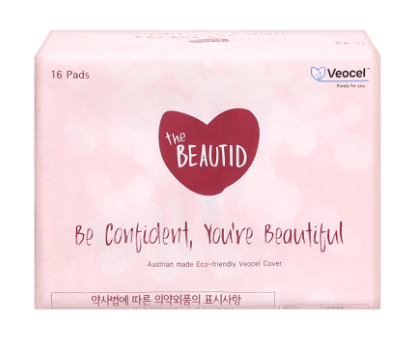 16 Pads
Veocel™
Purely for you
the
BEAUTID
Be Confident, You're Beautiful
Austrian made Eco-friendly Veocel Cover
약사법에 따른 의약외품의 표시사항